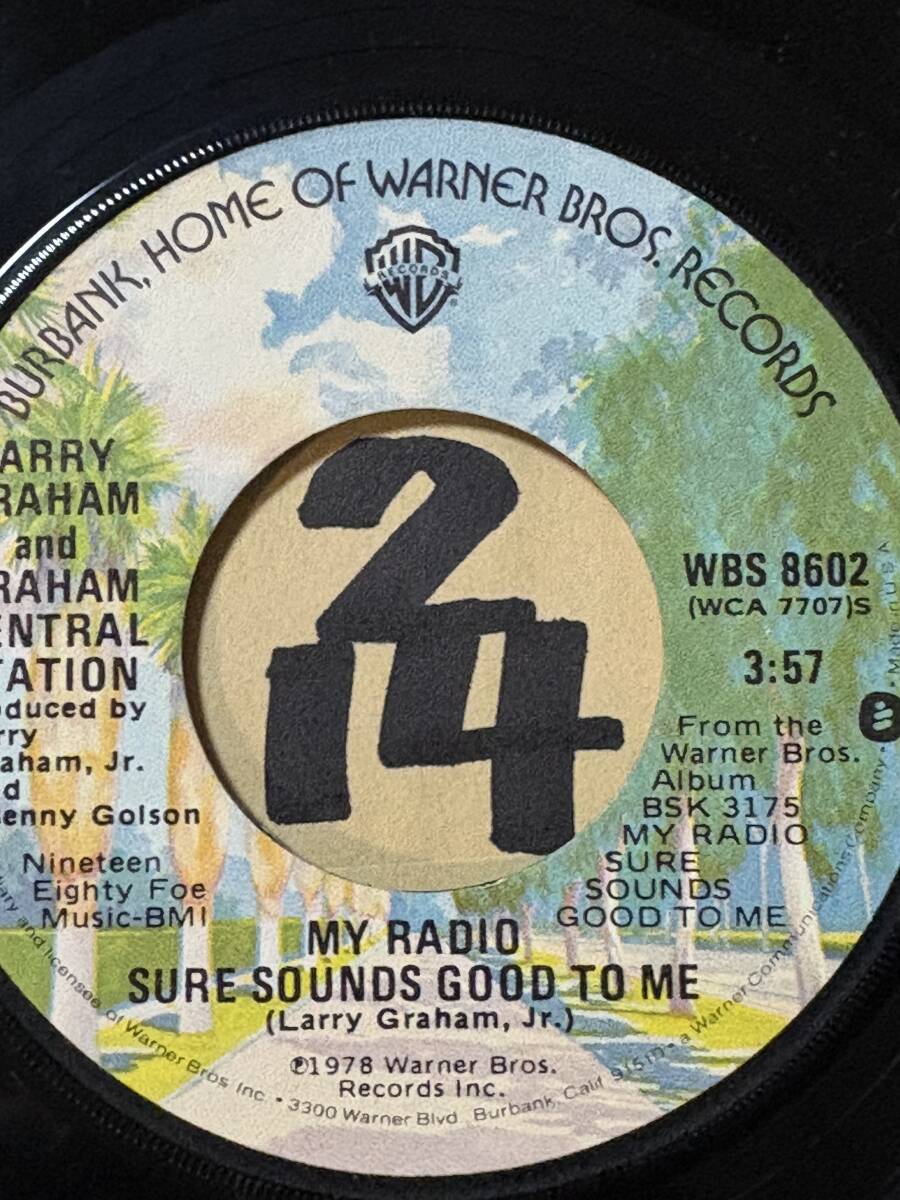 BURBANK, HOME OF WARNER BROS. RECORDS
RECORDS
ARRY
RAHAM
and
RAHAM
ENTRAL
TATION
oduced by
rry
aham, Jr.
d
enny Golson
Nineteen
Eighty Foe
Music-BMI
2
14
WBS 8602
(WCA 7707)S
3:57
From the
Warner Bros.
Album
BSK 3175
MY RADIO
SURE
SOUNDS
GOOD TO ME
MY RADIO
SURE SOUNDS GOOD TO ME
(Larry Graham, Jr.)
℗1978 Warner Bros.
Records Inc.
and licensee of Warner Bros Inc. • 3300 Warner Blvd., Burbank, Calif. 91510 • a Warner Communications Company • Made in U.S.A.